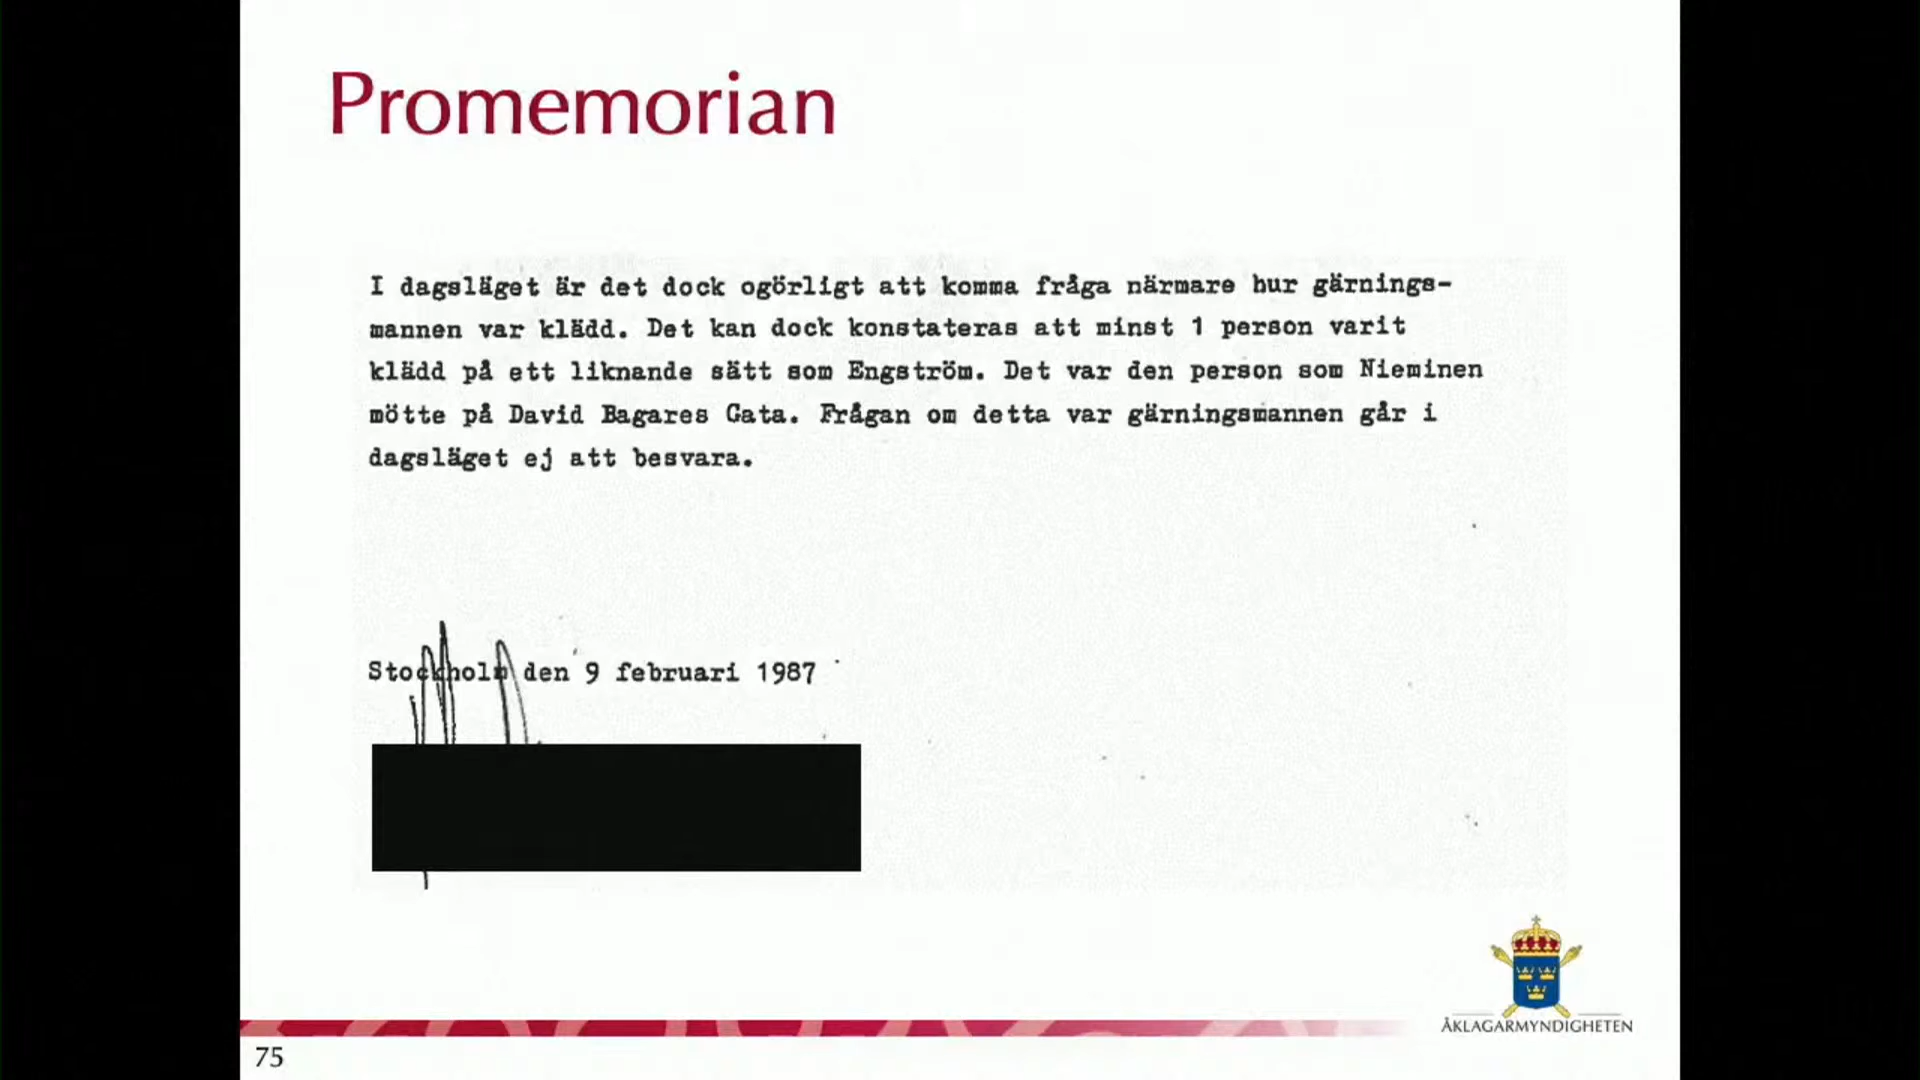 Promemorian
I dagsläget är det dock ogörligt att komma fråga närmare hur gärnings-
mannen var klädd. Det kan dock konstateras att minst 1 person varit
klädd på ett liknande sätt som Engström. Det var den person som Nieminen
mötte på David Bagares Gata. Frågan om detta var gärningsmannen går i
dagsläget ej att besvara.
Stockholm den 9 februari 1987
ÅKLAGARMYNDIGHETEN
75